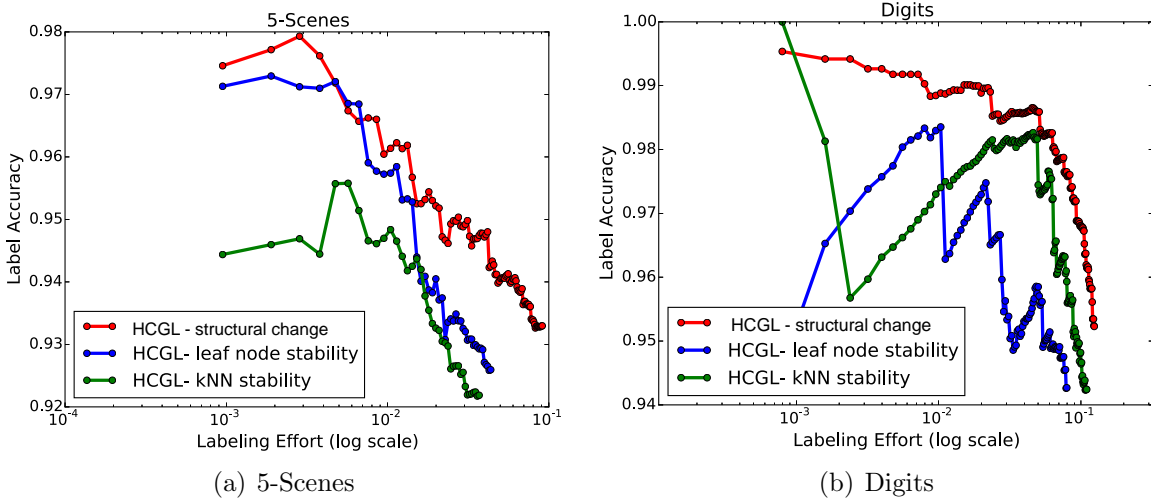 5-Scenes
0.98
0.97
0.96
0.95
0.94
0.93
0.92
Label Accuracy
HCGL - structural change
HCGL- leaf node stability
HCGL- kNN stability
10^-4 10^-3 10^-2 10^-1
Labeling Effort (log scale)
(a) 5-Scenes
Digits
1.00
0.99
0.98
0.97
0.96
0.95
0.94
Label Accuracy
HCGL - structural change
HCGL- leaf node stability
HCGL- kNN stability
10^-3 10^-2 10^-1
Labeling Effort (log scale)
(b) Digits